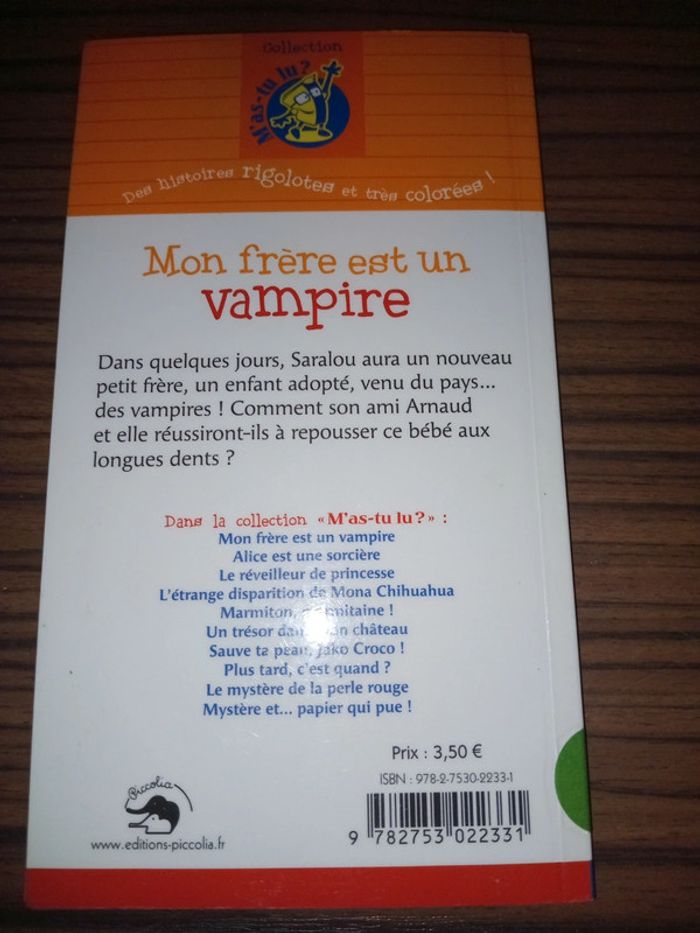 Collection
M'as-tu lu ?
Des histoires rigolotes et très colorées !
Mon frère est un
vampire
Dans quelques jours, Saralou aura un nouveau
petit frère, un enfant adopté, venu du pays...
des vampires ! Comment son ami Arnaud
et elle réussiront-ils à repousser ce bébé aux
longues dents ?
Dans la collection «M'as-tu lu ?» :
Mon frère est un vampire
Alice est une sorcière
Le réveilleur de princesse
L'étrange disparition de Mona Chihuahua
Marmiton,
Un trésor château
Sauve ta peau, Jako Croco !
Plus tard, c'est quand ?
Le mystère de la perle rouge
Mystère et... papier qui pue !
Prix : 3,50 €
ISBN : 978-2-7530-2233-1
Piccolia
www.editions-piccolia.fr
9 782753 022331